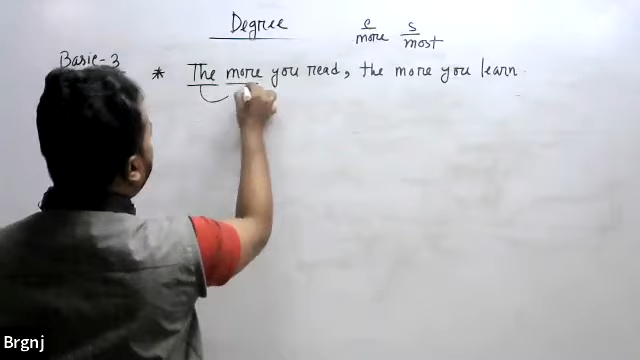 Degree
c
more
s
most
Basic-3
* The more you read, the more you learn.
Brgnj